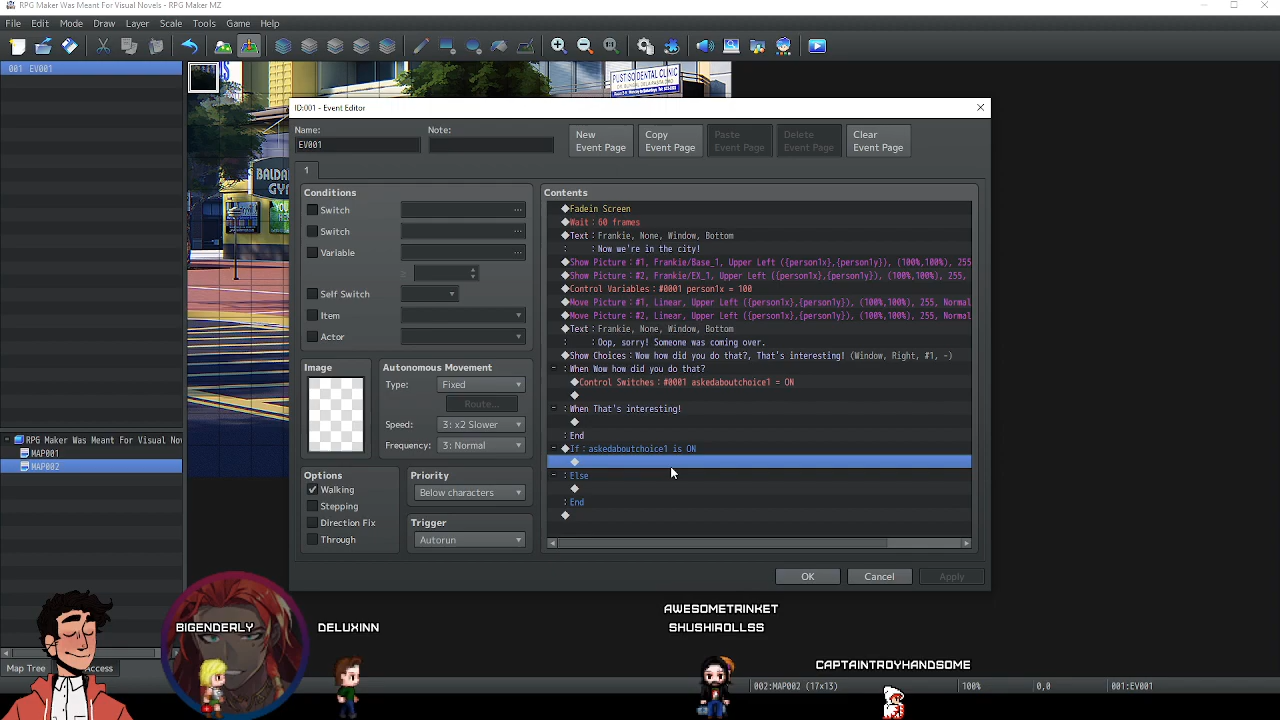 RPG Maker Was Meant For Visual Novels - RPG Maker MZ
File Edit Mode Draw Layer Scale Tools Game Help
001 EV001
PUSTISO DENTAL CLINIC
ID:001 - Event Editor
Name:
Note:
EV001
New Event Page
Copy Event Page
Paste Event Page
Delete Event Page
Clear Event Page
1
Conditions
Switch
Switch
Variable
≥
Self Switch
Item
Actor
Image
Autonomous Movement
Type: Fixed
Route...
Speed: 3: x2 Slower
Frequency: 3: Normal
Options
Walking
Stepping
Direction Fix
Through
Priority
Below characters
Trigger
Autorun
Contents
◆Fadein Screen
◆Wait : 60 frames
◆Text : Frankie, None, Window, Bottom
: : Now we're in the city!
◆Show Picture : #1, Frankie/Base_1, Upper Left ({person1x},{person1y}), (100%,100%), 255
◆Show Picture : #2, Frankie/EX_1, Upper Left ({person1x},{person1y}), (100%,100%), 255,
◆Control Variables : #0001 person1x = 100
◆Move Picture : #1, Linear, Upper Left ({person1x},{person1y}), (100%,100%), 255, Normal
◆Move Picture : #2, Linear, Upper Left ({person1x},{person1y}), (100%,100%), 255, Normal
◆Text : Frankie, None, Window, Bottom
: : Oop, sorry! Someone was coming over.
◆Show Choices : Wow how did you do that?, That's interesting! (Window, Right, #1, -)
- : When Wow how did you do that?
◆Control Switches : #0001 askedaboutchoice1 = ON
◆
- : When That's interesting!
◆
: End
- ◆If : askedaboutchoice1 is ON
◆
- : Else
◆
: End
◆
OK
Cancel
Apply
BALDA
GY
RPG Maker Was Meant For Visual Nov
MAP001
MAP002
Map Tree
Access
BIGENDERLY
DELUXINN
AWESOMETRINKET
SHUSHIROLLSS
CAPTAINTROYHANDSOME
002:MAP002 (17x13)
100%
0,0
001:EV001